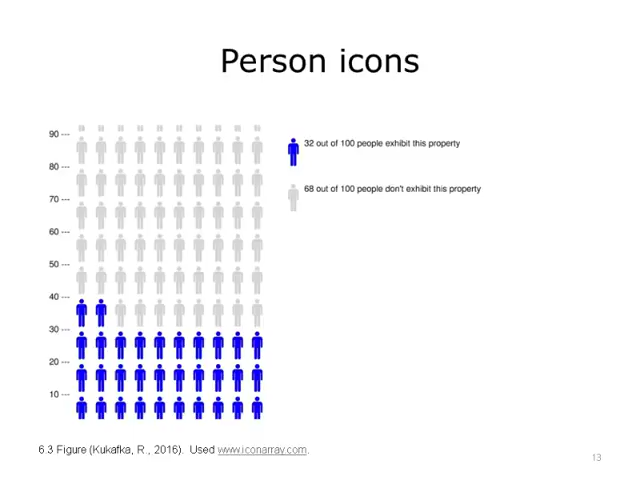 Person icons
90 ---
80 ---
70 ---
60 ---
50 ---
40 ---
30 ---
20 ---
10 ---
32 out of 100 people exhibit this property
68 out of 100 people don't exhibit this property
6.3 Figure (Kukafka, R., 2016). Used www.iconarray.com.
13